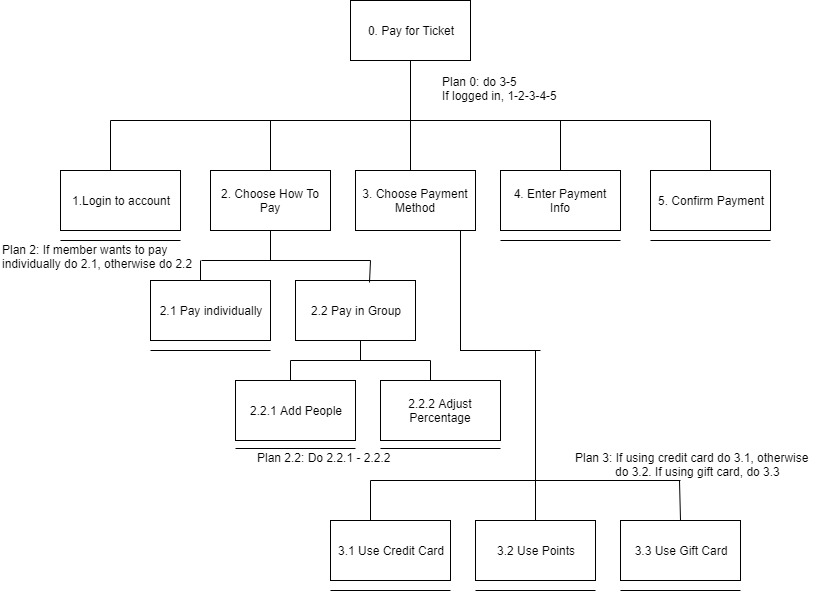 0. Pay for Ticket
Plan 0: do 3-5
If logged in, 1-2-3-4-5
1.Login to account
2. Choose How To
Pay
3. Choose Payment
Method
4. Enter Payment
Info
5. Confirm Payment
Plan 2: If member wants to pay
individually do 2.1, otherwise do 2.2
2.1 Pay individually
2.2 Pay in Group
2.2.1 Add People
2.2.2 Adjust
Percentage
Plan 2.2: Do 2.2.1 - 2.2.2
Plan 3: If using credit card do 3.1, otherwise
do 3.2. If using gift card, do 3.3
3.1 Use Credit Card
3.2 Use Points
3.3 Use Gift Card